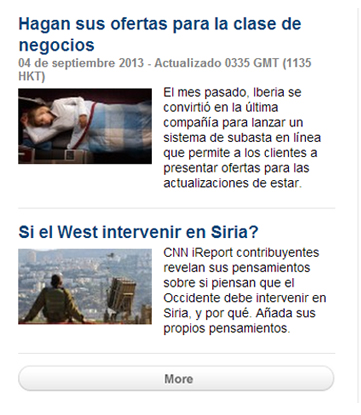 Hagan sus ofertas para la clase de
negocios
04 de septiembre 2013 - Actualizado 0335 GMT (1135
HKT)
El mes pasado, Iberia se
convirtió en la última
compañía para lanzar un
sistema de subasta en línea
que permite a los clientes a
presentar ofertas para las
actualizaciones de estar.
Si el West intervenir en Siria?
CNN iReport contribuyentes
revelan sus pensamientos
sobre si piensan que el
Occidente debe intervenir en
Siria, y por qué. Añada sus
propios pensamientos.
More